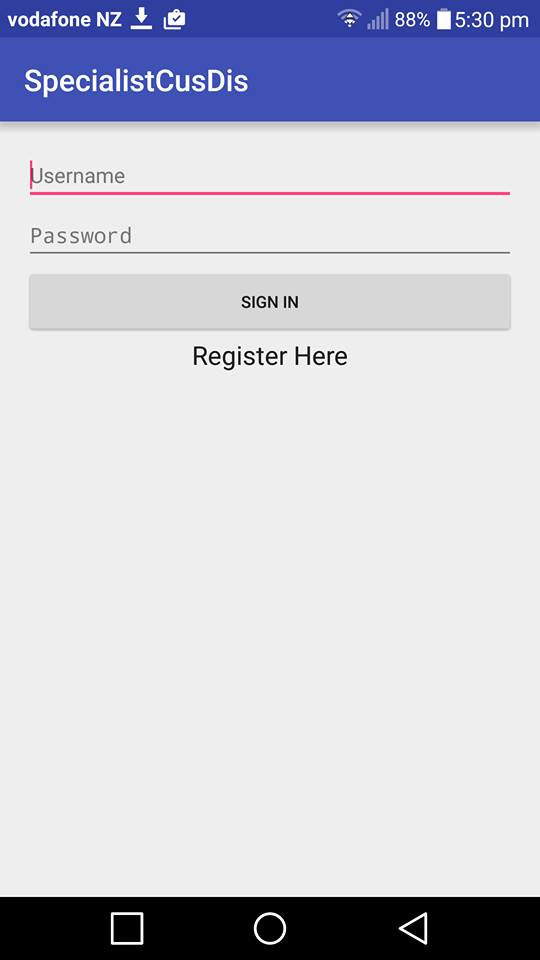 vodafone NZ 88% 5:30 pm
SpecialistCusDis
Username
Password
SIGN IN
Register Here